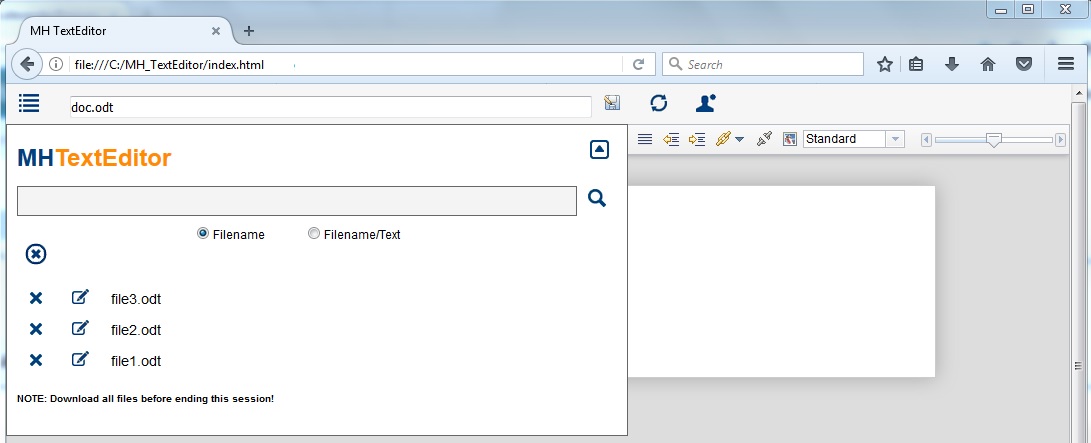 MH TextEditor
file:///C:/MH_TextEditor/index.html
Search
doc.odt
Standard
MHTextEditor
Filename
Filename/Text
file3.odt
file2.odt
file1.odt
NOTE: Download all files before ending this session!